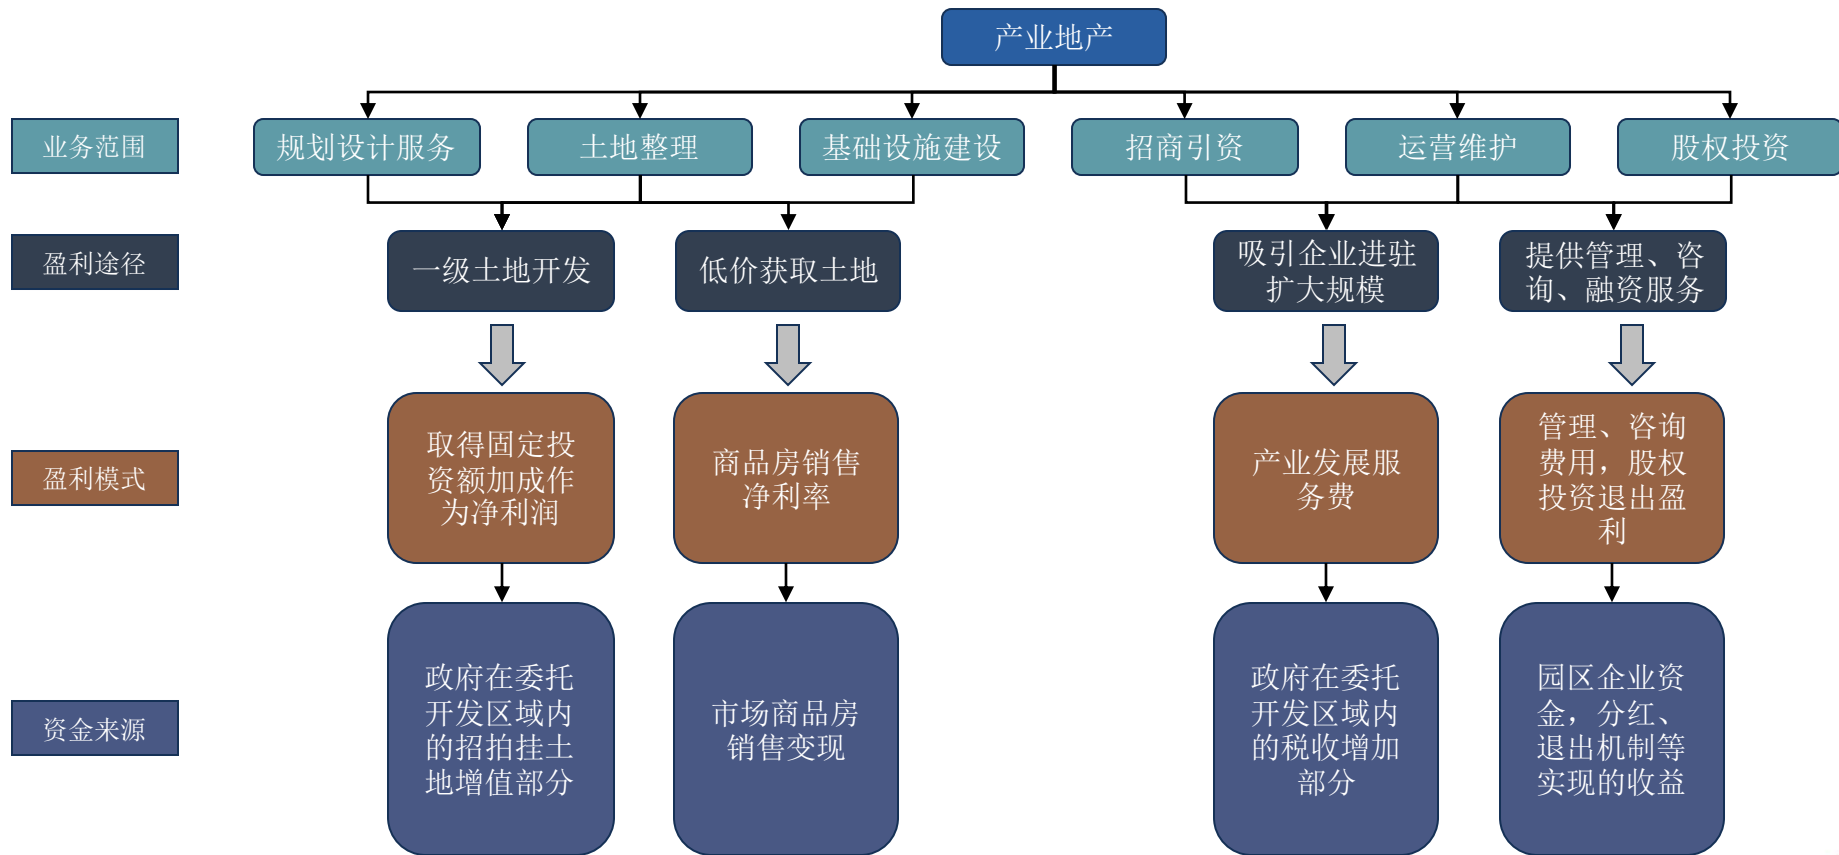 产业地产
业务范围
规划设计服务
土地整理
基础设施建设
招商引资
运营维护
股权投资
盈利途径
一级土地开发
低价获取土地
吸引企业进驻
扩大规模
提供管理、咨
询、融资服务
盈利模式
取得固定投
资额加成作
为净利润
商品房销售
净利率
产业发展服
务费
管理、咨询
费用，股权
投资退出盈
利
资金来源
政府在委托
开发区域内
的招拍挂土
地增值部分
市场商品房
销售变现
政府在委托
开发区域内
的税收增加
部分
园区企业资
金，分红、
退出机制等
实现的收益